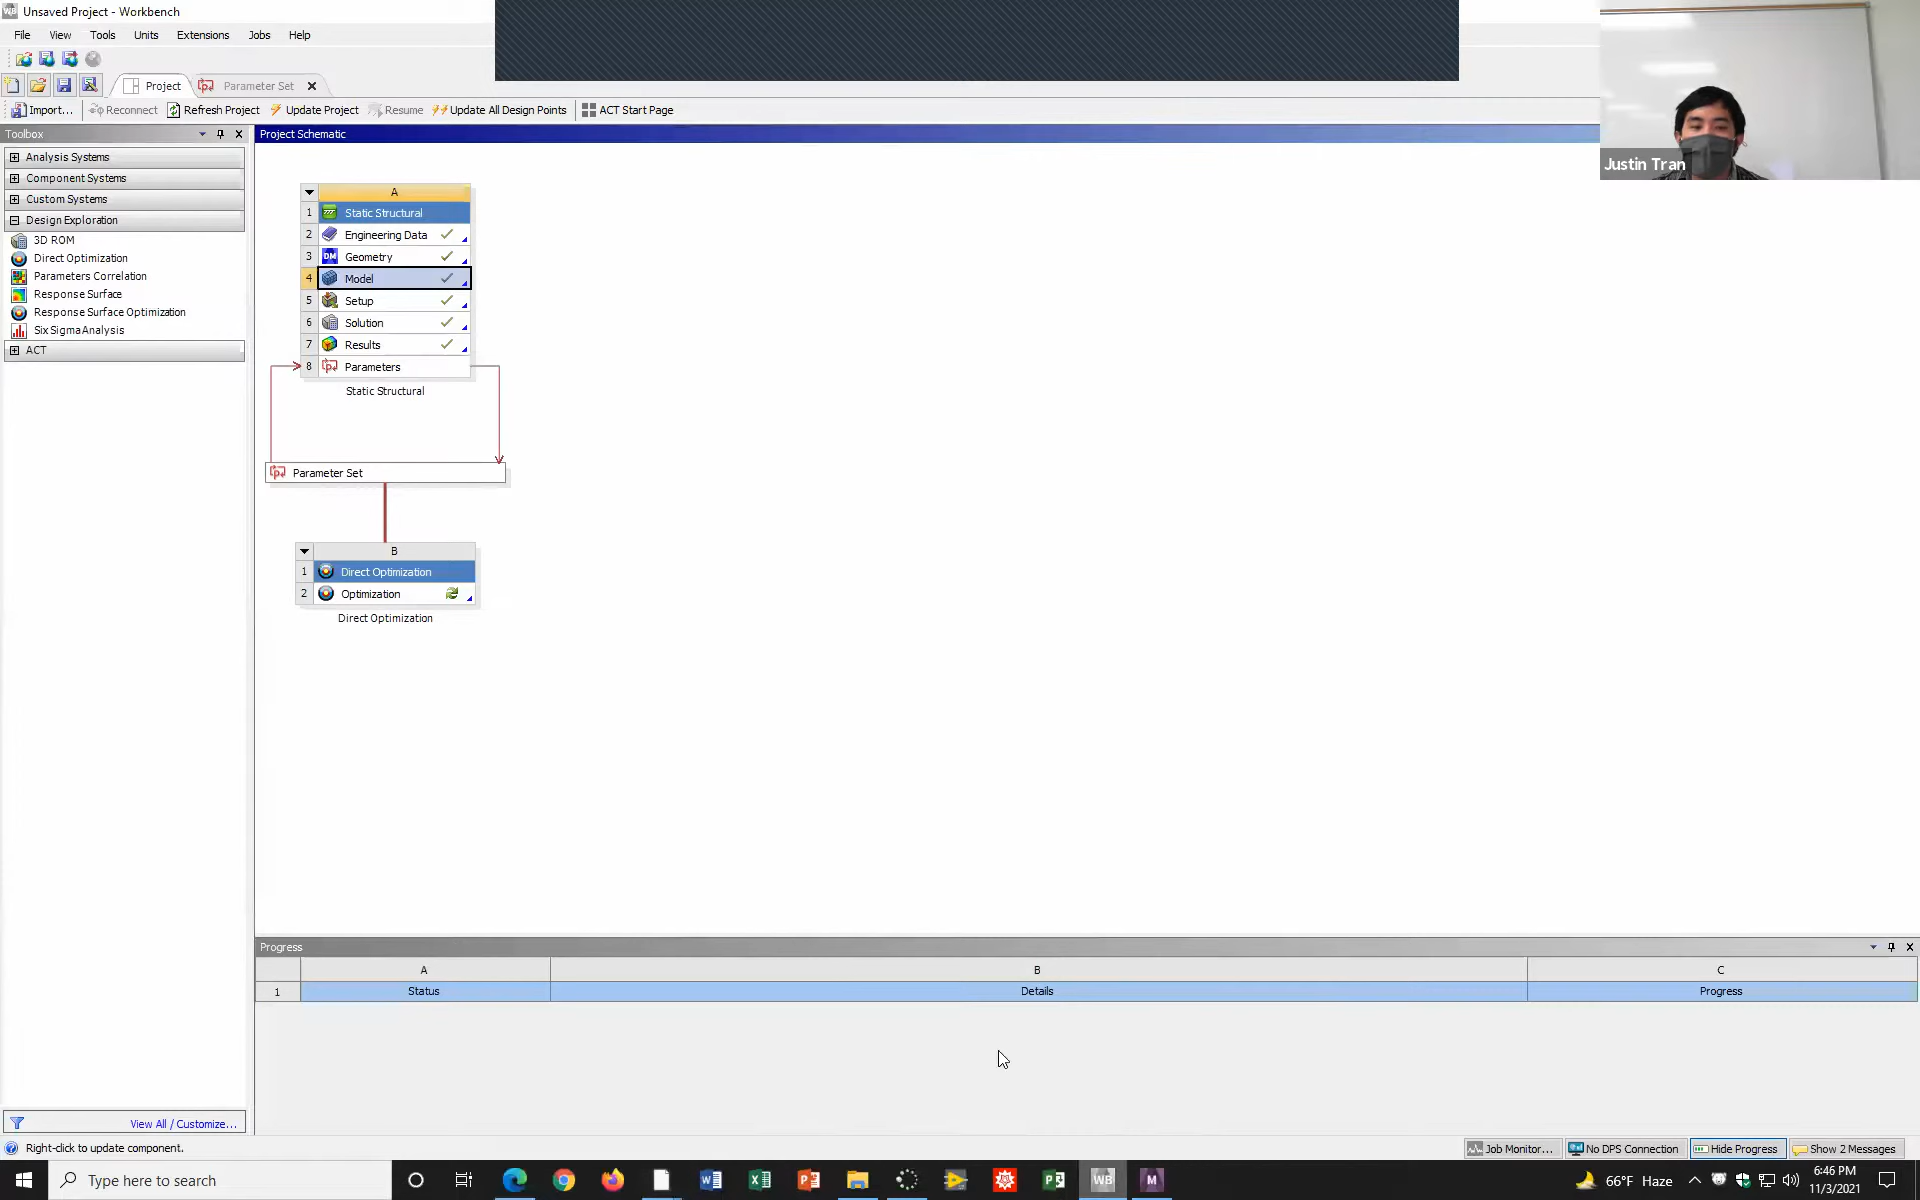 Unsaved Project - Workbench
File View Tools Units Extensions Jobs Help
Project Parameter Set
Import... Reconnect Refresh Project Update Project Resume Update All Design Points ACT Start Page
Toolbox
Project Schematic
Analysis Systems
Component Systems
Custom Systems
Design Exploration
3D ROM
Direct Optimization
Parameters Correlation
Response Surface
Response Surface Optimization
Six Sigma Analysis
ACT
View All / Customize...
A
1 Static Structural
2 Engineering Data
3 DM Geometry
4 Model
5 Setup
6 Solution
7 Results
8 Parameters
Static Structural
Parameter Set
B
1 Direct Optimization
2 Optimization
Direct Optimization
Justin Tran
Progress
A B C
1 Status Details Progress
Right-click to update component.
Job Monitor... No DPS Connection Hide Progress Show 2 Messages
Type here to search
WB
M
66°F Haze
6:46 PM
11/3/2021